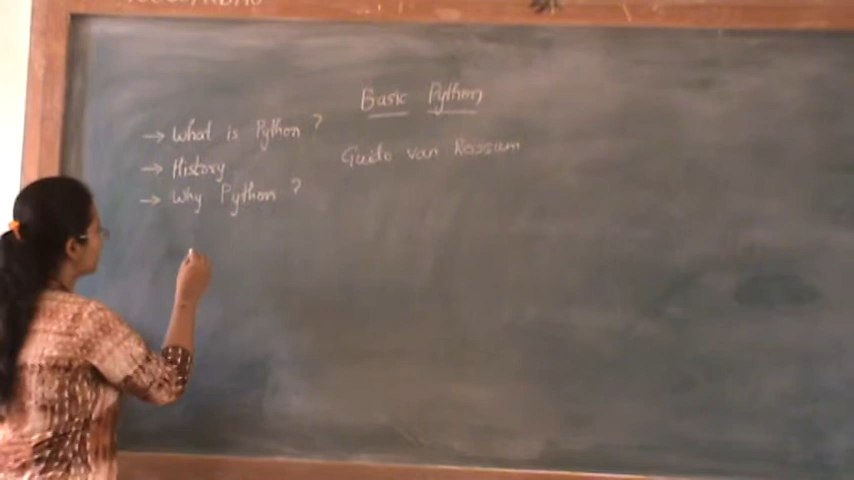 Basic Python
→ What is Python ?
→ History
Guido van Rossum
→ Why Python ?